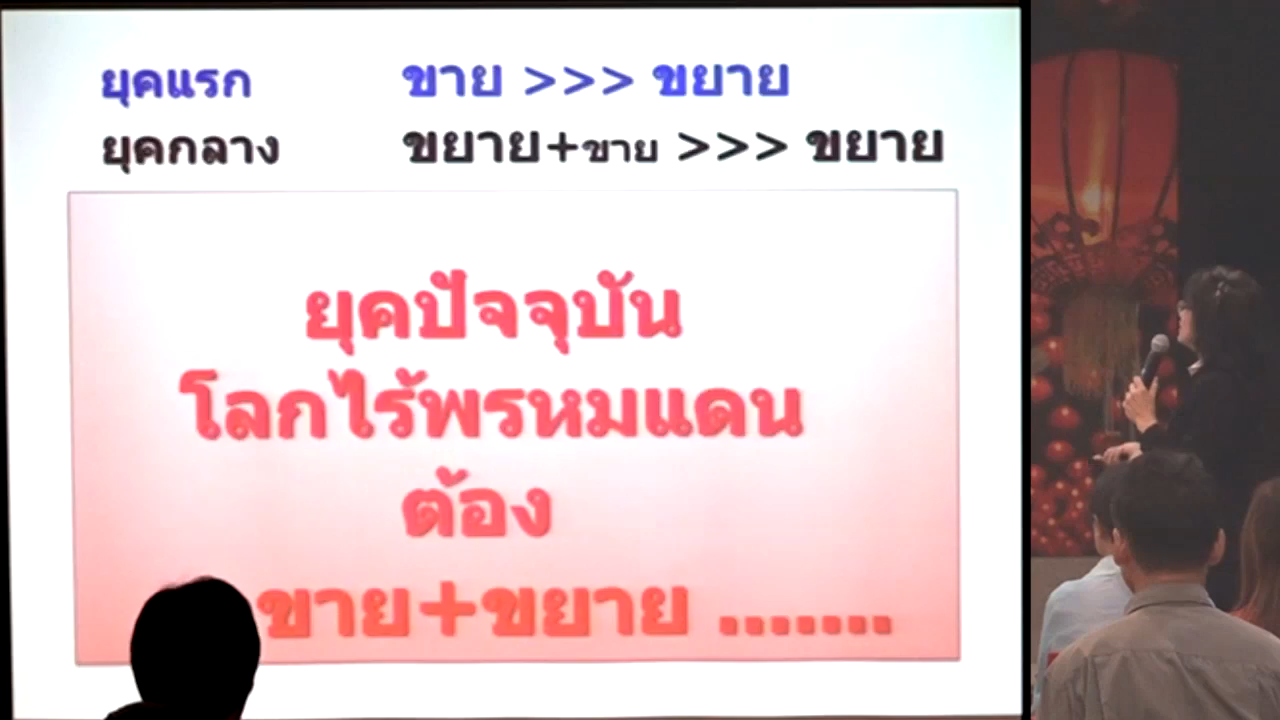 ยุคแรก ขาย >>> ขยาย
ยุคกลาง ขยาย+ขาย >>> ขยาย
ยุคปัจจุบัน
โลกไร้พรหมแดน
ต้อง
ขาย+ขยาย .......